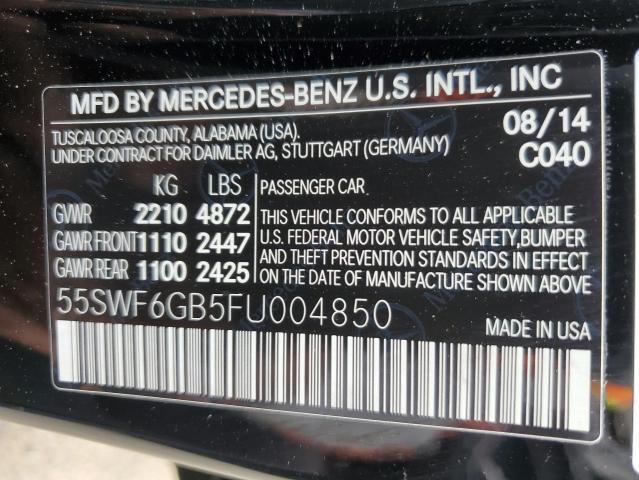 MFD BY MERCEDES-BENZ U.S. INTL., INC
TUSCALOOSA COUNTY, ALABAMA (USA). 08/14
UNDER CONTRACT FOR DAIMLER AG, STUTTGART (GERMANY) C040
KG LBS PASSENGER CAR.
GVWR 2210 4872 THIS VEHICLE CONFORMS TO ALL APPLICABLE
GAWR FRONT 1110 2447 U.S. FEDERAL MOTOR VEHICLE SAFETY, BUMPER
GAWR REAR 1100 2425 AND THEFT PREVENTION STANDARDS IN EFFECT
ON THE DATE OF MANUFACTURE SHOWN ABOVE
55SWF6GB5FU004850 MADE IN USA